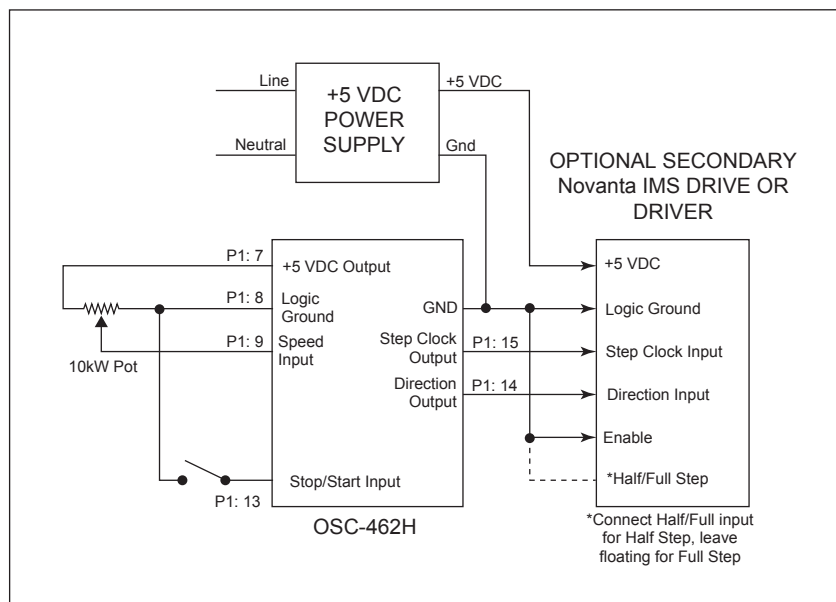 Line
+5 VDC
POWER
SUPPLY
+5 VDC
Neutral
Gnd
OPTIONAL SECONDARY
Novanta IMS DRIVE OR
DRIVER
P1: 7
+5 VDC Output
P1: 8
Logic
Ground
P1: 9
Speed
Input
10kW Pot
GND
Step Clock
Output
P1: 15
Direction
Output
P1: 14
+5 VDC
Logic Ground
Step Clock Input
Direction Input
Enable
*Half/Full Step
P1: 13
Stop/Start Input
OSC-462H
*Connect Half/Full input
for Half Step, leave
floating for Full Step